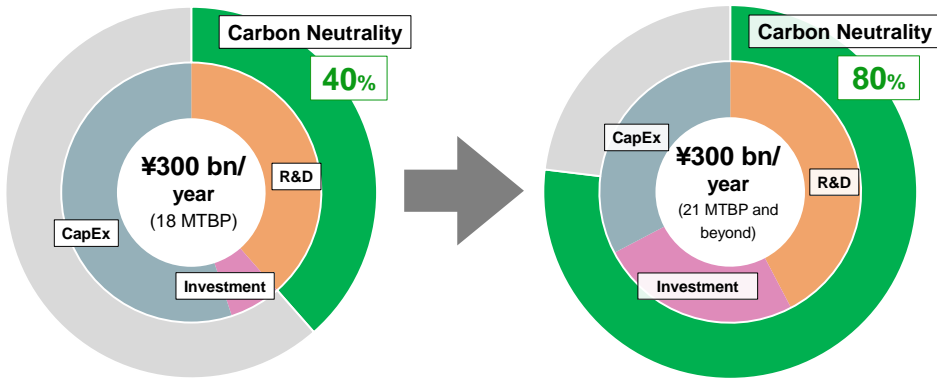 Carbon Neutrality
40%
¥300 bn/
year
(18 MTBP)
R&D
CapEx
Investment
Carbon Neutrality
80%
CapEx
¥300 bn/
year
(21 MTBP and
beyond)
R&D
Investment